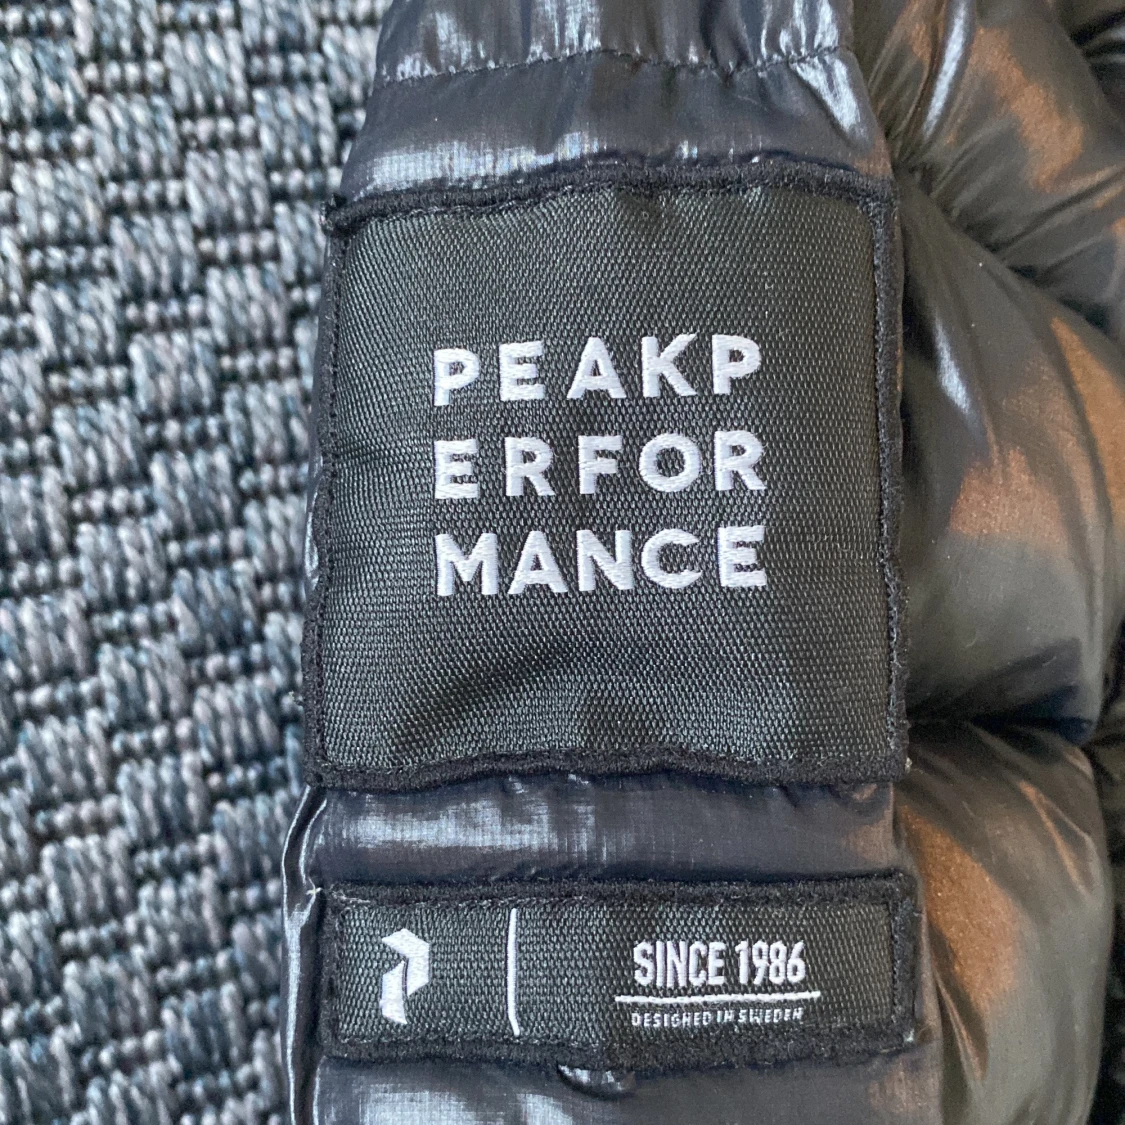 PEAKP
ERFOR
MANCE
SINCE 1986
DESIGNED IN SWEDEN